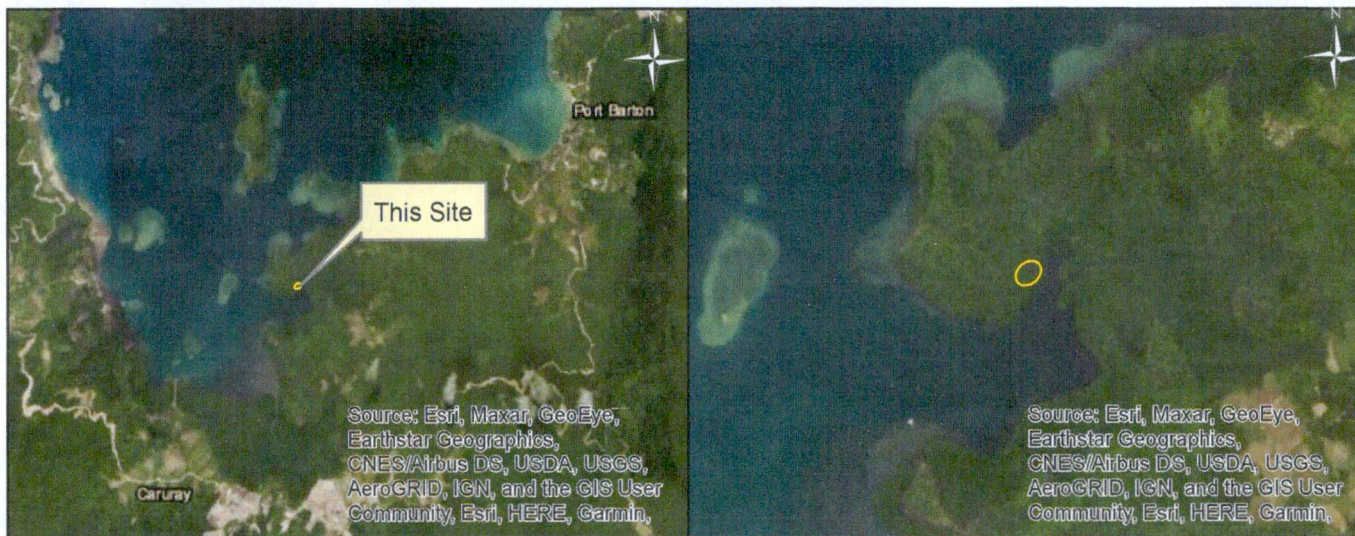 N
Port Barton
This Site
Source: Esri, Maxar, GeoEye,
Earthstar Geographics,
CNES/Airbus DS, USDA, USGS,
AeroGRID, IGN, and the GIS User
Community, Esri, HERE, Garmin,
Caruray
N
Source: Esri, Maxar, GeoEye,
Earthstar Geographics,
CNES/Airbus DS, USDA, USGS,
AeroGRID, IGN, and the GIS User
Community, Esri, HERE, Garmin,